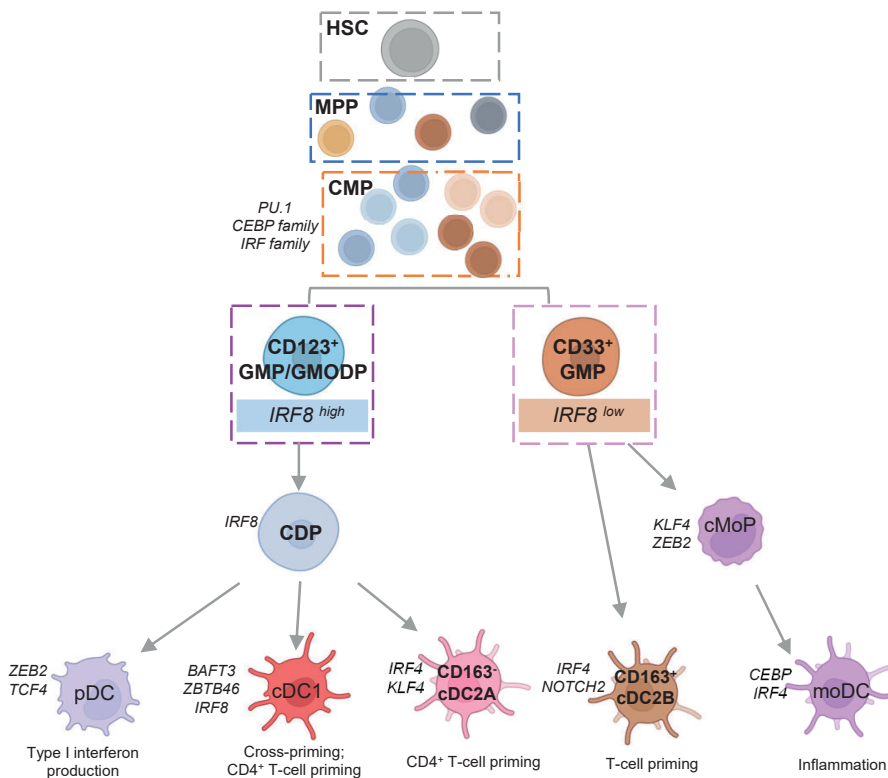 HSC
MPP
CMP
PU.1
CEBP family
IRF family
CD123+
GMP/GMODP
IRF8 high
CD33+
GMP
IRF8 low
IRF8
CDP
KLF4
ZEB2
cMoP
ZEB2
TCF4
pDC
Type I interferon
production
BAFT3
ZBTB46
IRF8
cDC1
Cross-priming;
CD4+ T-cell priming
IRF4
KLF4
CD163-
cDC2A
CD4+ T-cell priming
IRF4
NOTCH2
CD163+
cDC2B
T-cell priming
CEBP
IRF4
moDC
Inflammation